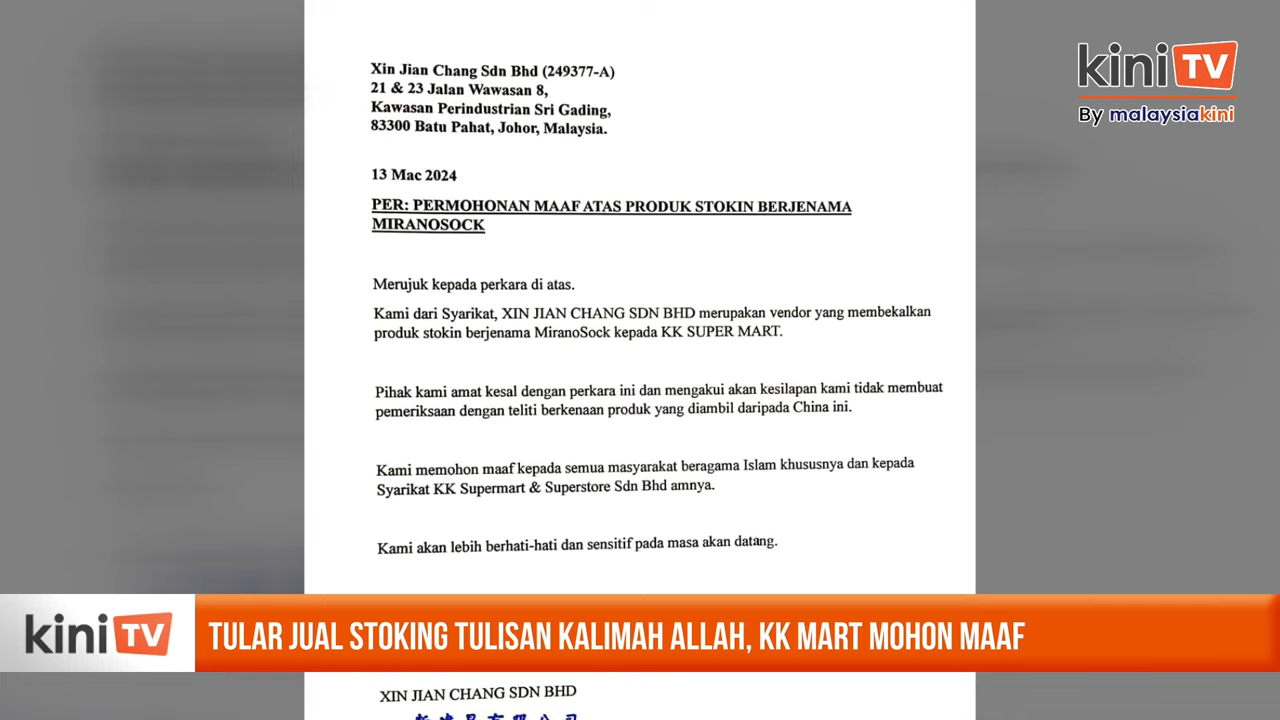 kini TV
By malaysiakini
Xin Jian Chang Sdn Bhd (249377-A)
21 & 23 Jalan Wawasan 8,
Kawasan Perindustrian Sri Gading,
83300 Batu Pahat, Johor, Malaysia.
13 Mac 2024
PER: PERMOHONAN MAAF ATAS PRODUK STOKIN BERJENAMA
MIRANOSOCK
Merujuk kepada perkara di atas.
Kami dari Syarikat, XIN JIAN CHANG SDN BHD merupakan vendor yang membekalkan
produk stokin berjenama MiranoSock kepada KK SUPER MART.
Pihak kami amat kesal dengan perkara ini dan mengakui akan kesilapan kami tidak membuat
pemeriksaan dengan teliti berkenaan produk yang diambil daripada China ini.
Kami memohon maaf kepada semua masyarakat beragama Islam khususnya dan kepada
Syarikat KK Supermart & Superstore Sdn Bhd amnya.
Kami akan lebih berhati-hati dan sensitif pada masa akan datang.
kini TV
TULAR JUAL STOKING TULISAN KALIMAH ALLAH, KK MART MOHON MAAF
XIN JIAN CHANG SDN BHD